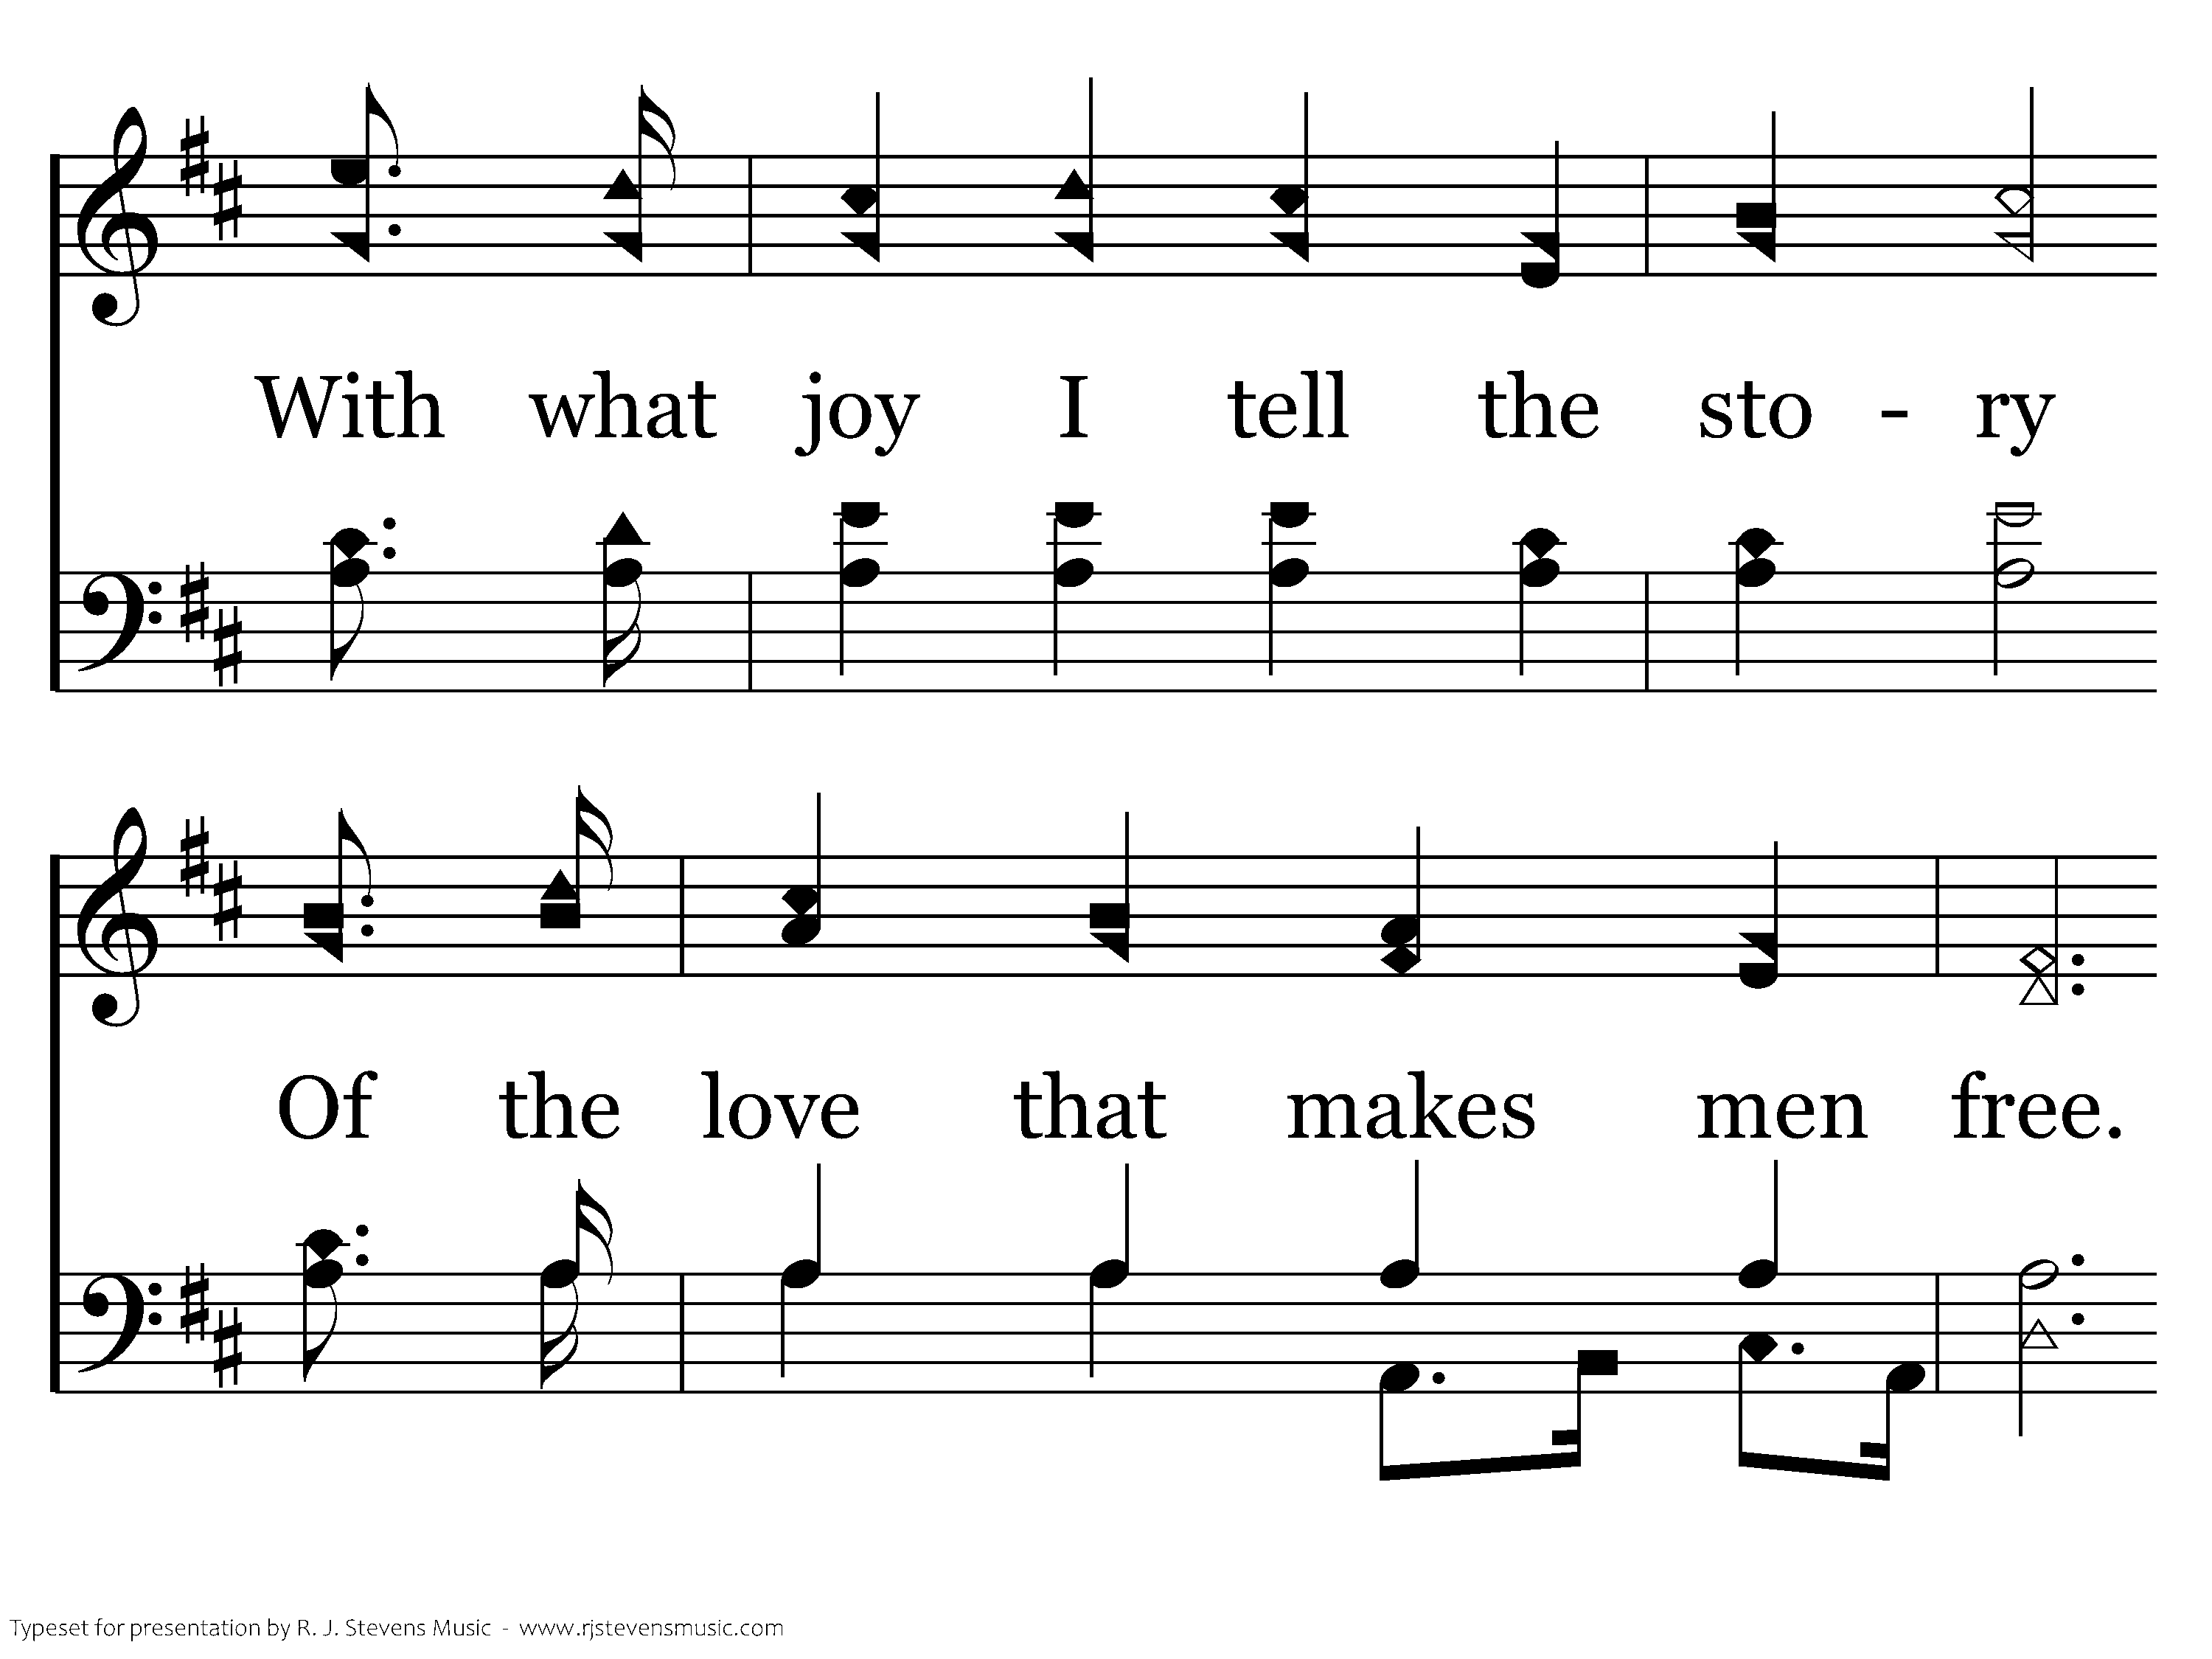 With what joy I tell the sto - ry
Of the love that makes men free.
Typeset for presentation by R. J. Stevens Music - www.rjstevensmusic.com